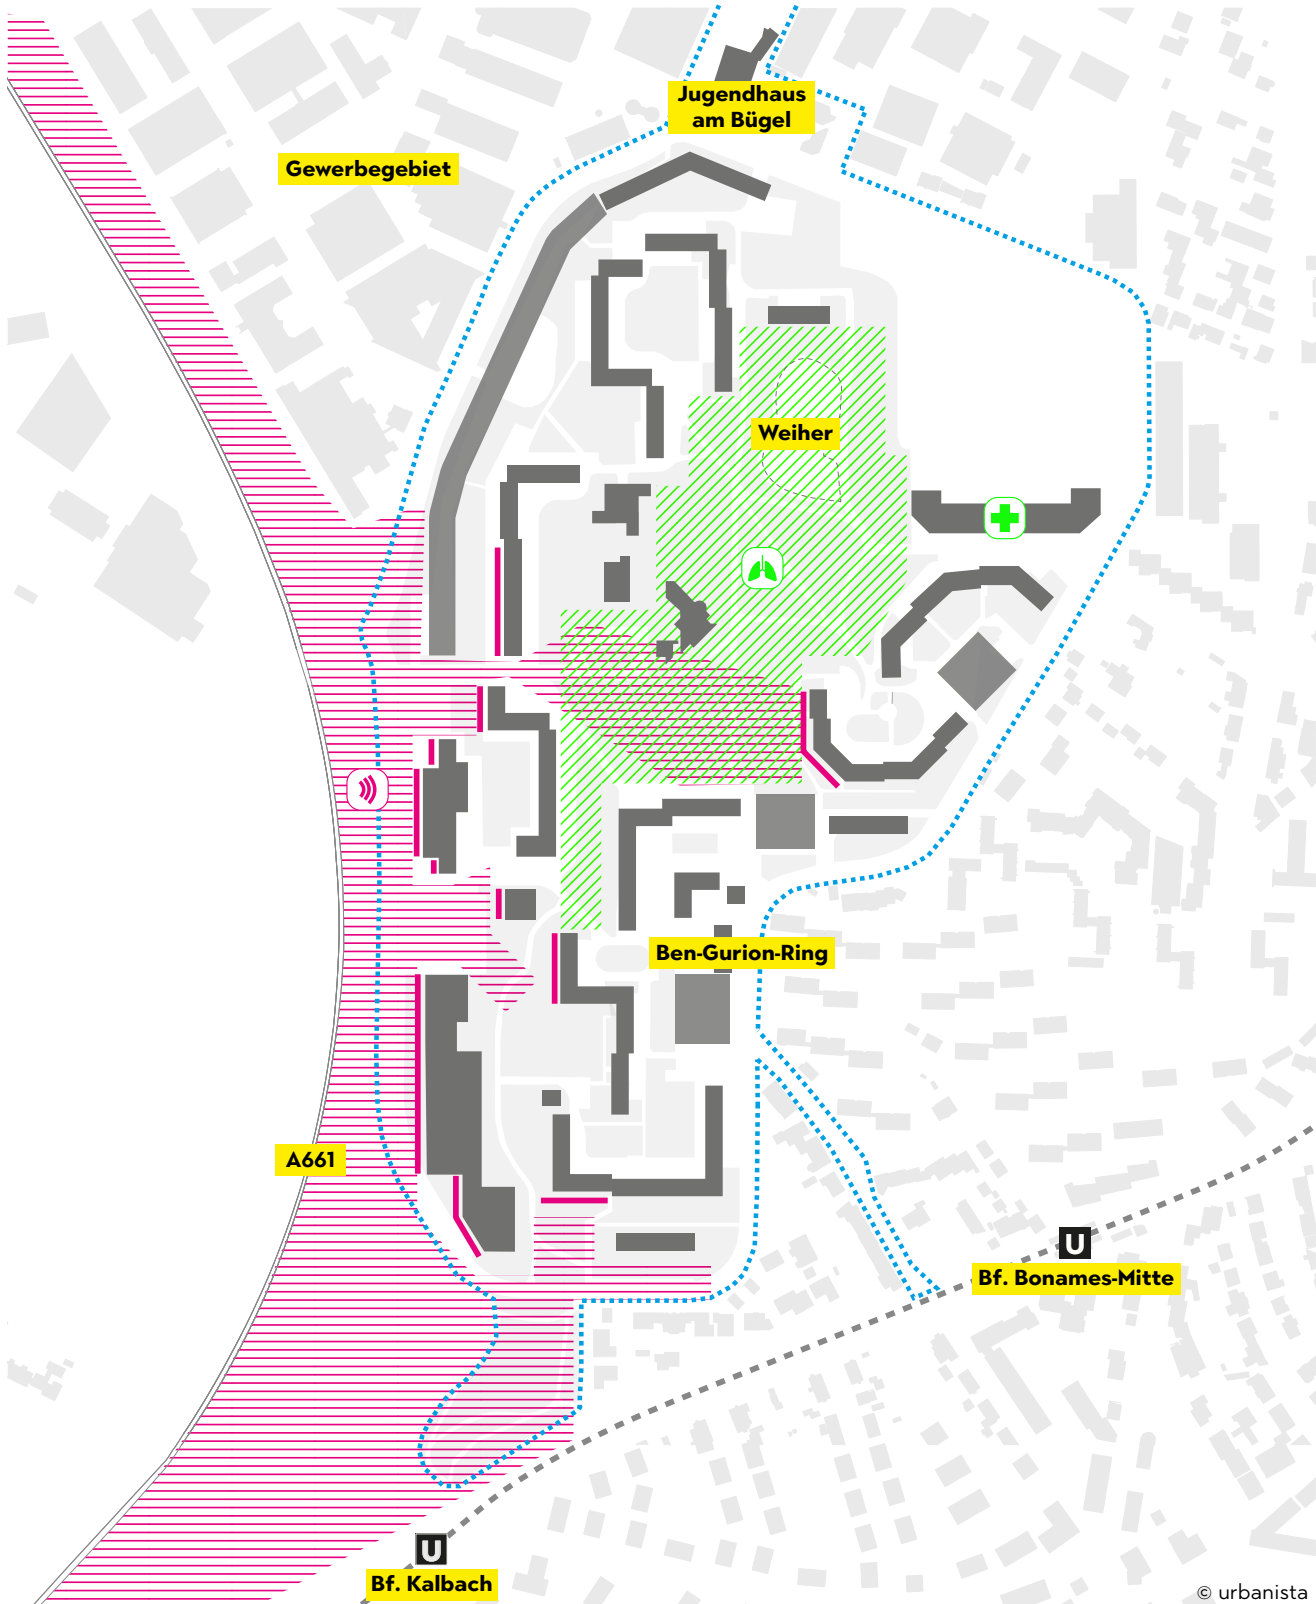 Jugendhaus
am Bügel
Gewerbegebiet
Weiher
Ben-Gurion-Ring
A661
U
Bf. Bonames-Mitte
U
Bf. Kalbach
© urbanista